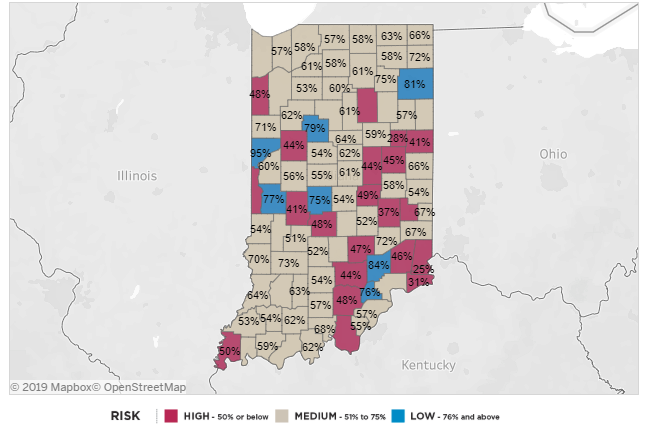 57% 58% 57% 58% 63% 66%
61% 58% 58% 72%
61% 75%
48% 53% 60% 81%
62% 61% 57%
71% 79% 64% 59% 28% 41%
44%
95% 54% 62% 44% 45%
60% 56% 55% 61% 66%
58% 54%
77% 41% 75% 54% 49% 37% 67%
54% 48% 52% 67%
51% 72%
52% 47% 46%
70% 73% 84% 25%
54% 44% 31%
64% 63% 76%
57% 48%
53% 54% 62% 57%
68% 55%
50% 59% 62%
Illinois
Ohio
Kentucky
© 2019 Mapbox© OpenStreetMap
RISK HIGH - 50% or below MEDIUM - 51% to 75% LOW - 76% and above